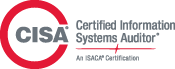 CISA®
Certified Information
Systems Auditor®
An ISACA® Certification